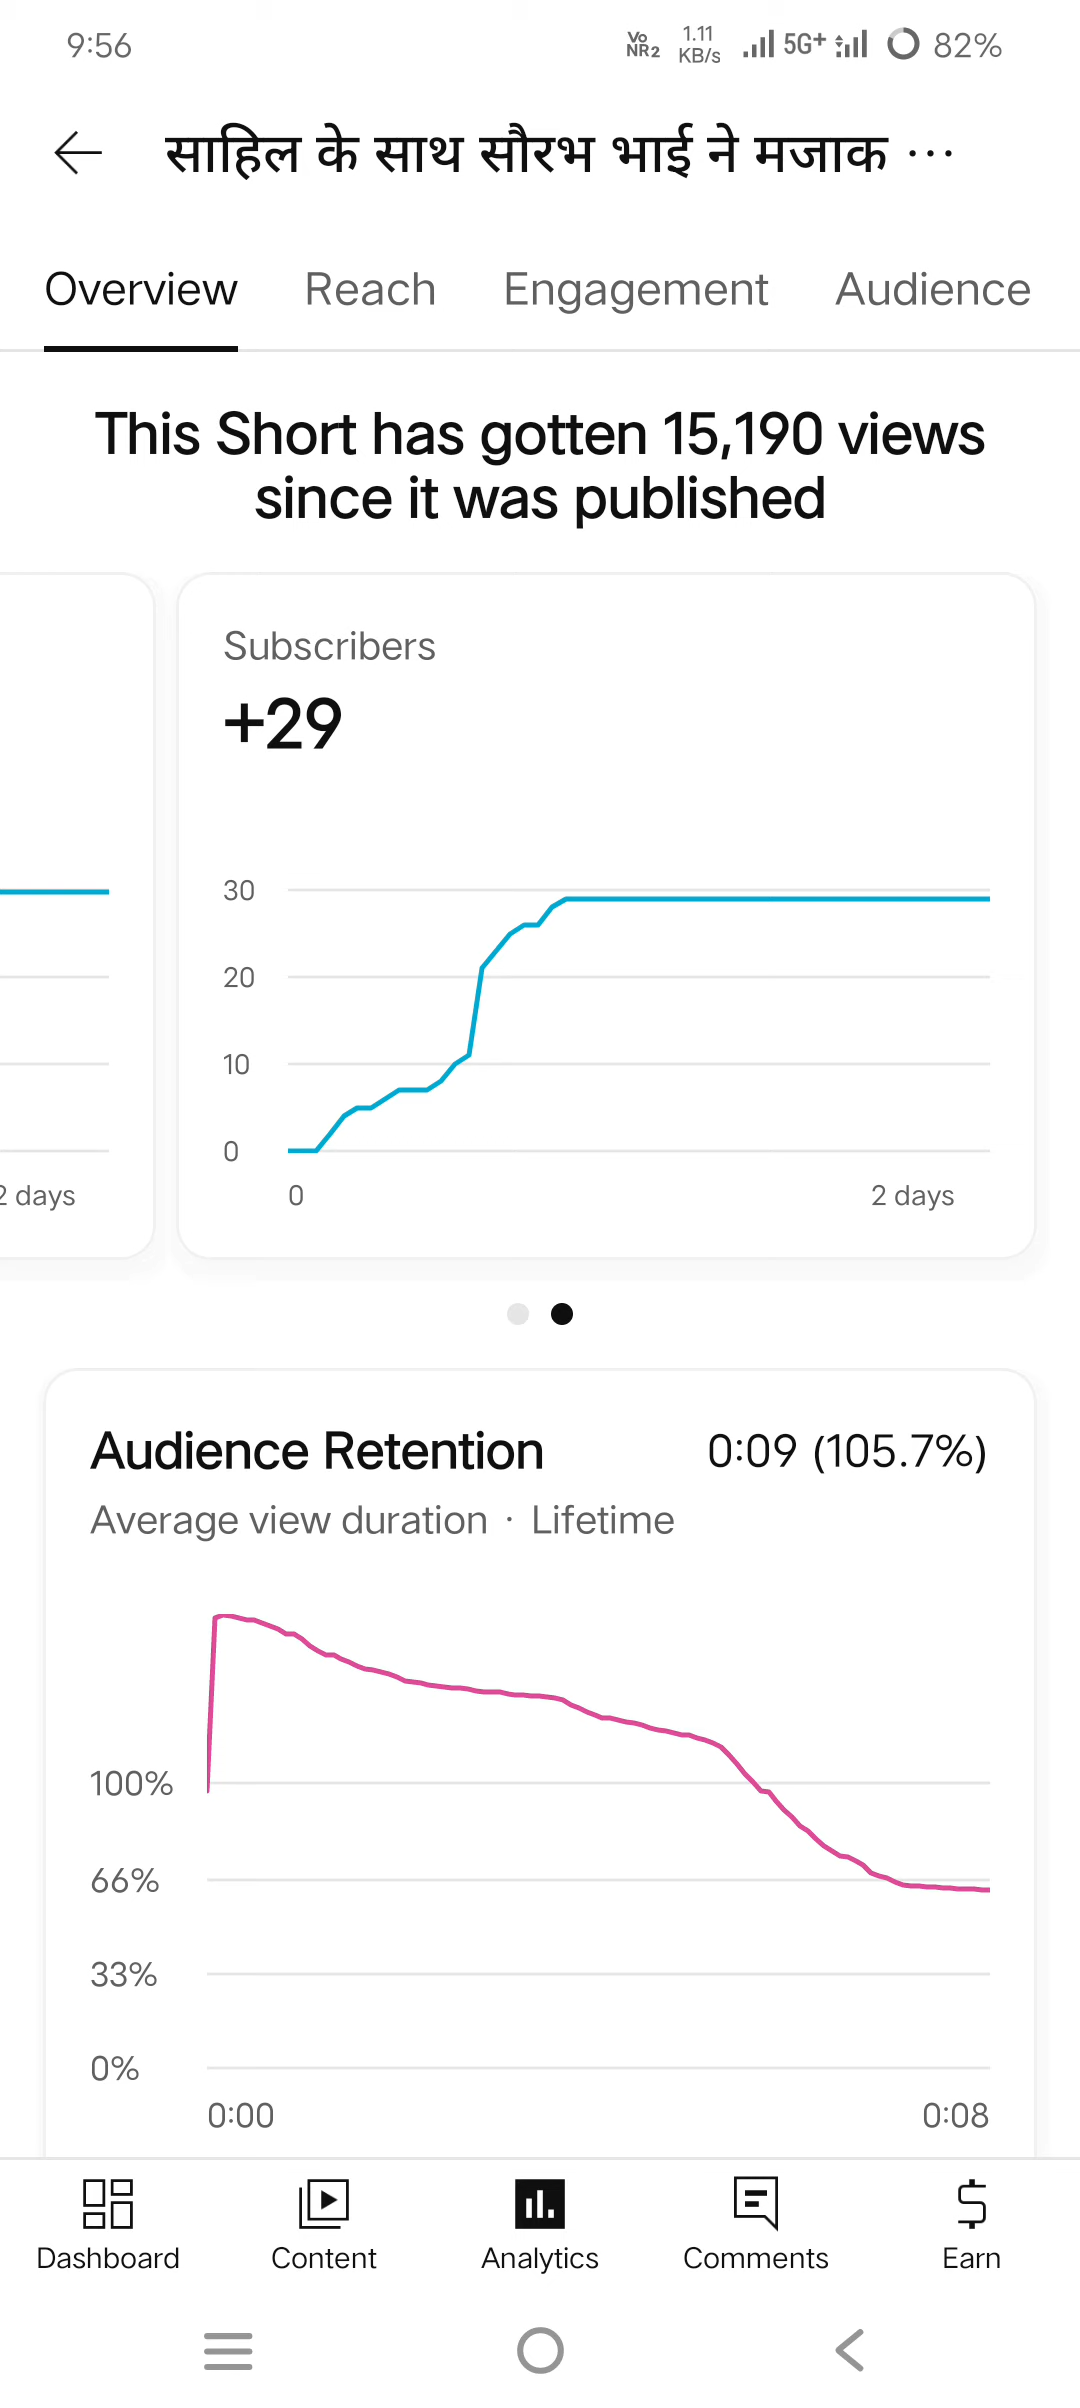 9:56
Vo NR2 1.11 KB/s 5G+ 82%
साहिल के साथ सौरभ भाई ने मजाक ...
Overview Reach Engagement Audience
This Short has gotten 15,190 views
since it was published
Subscribers
+29
30
20
10
0
0 2 days
2 days
Audience Retention 0:09 (105.7%)
Average view duration · Lifetime
100%
66%
33%
0%
0:00 0:08
Dashboard Content Analytics Comments Earn